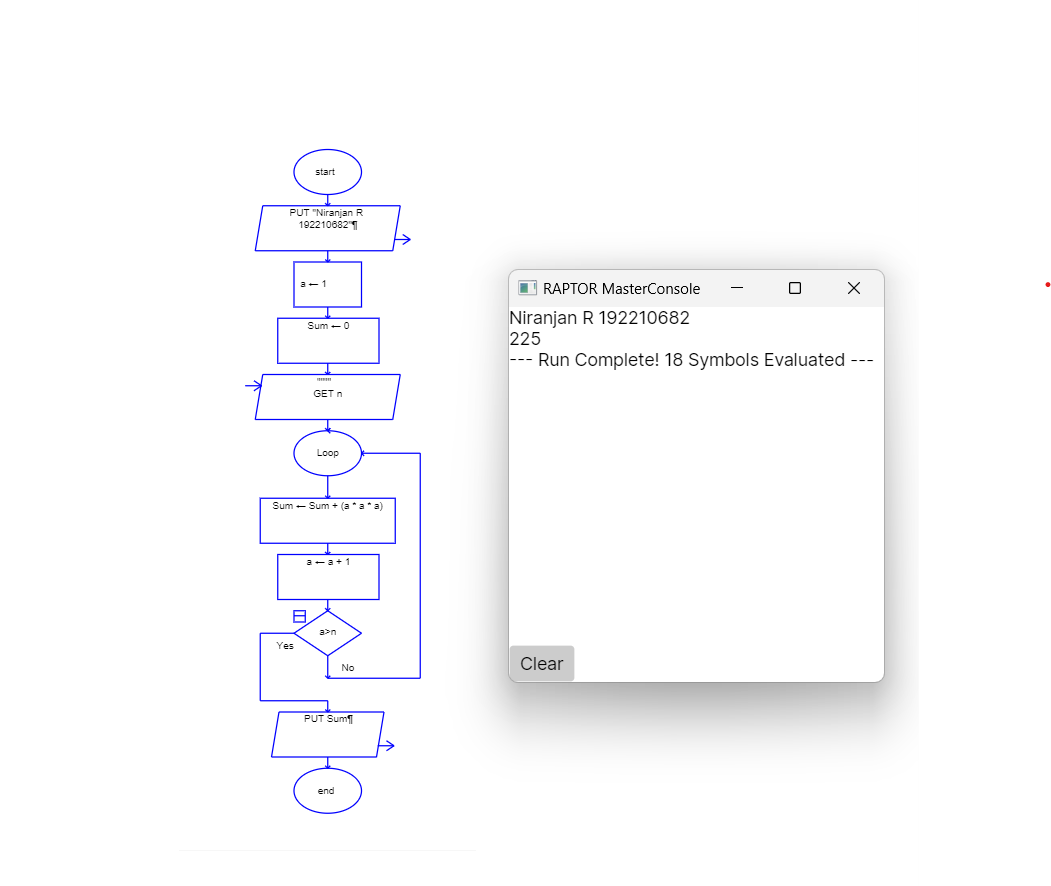 start
PUT "Niranjan R
192210682"¶
a ← 1
Sum ← 0
""""
GET n
Loop
Sum ← Sum + (a * a * a)
a ← a + 1
a>n
Yes
No
PUT Sum¶
end
RAPTOR MasterConsole
Niranjan R 192210682
225
--- Run Complete! 18 Symbols Evaluated ---
Clear